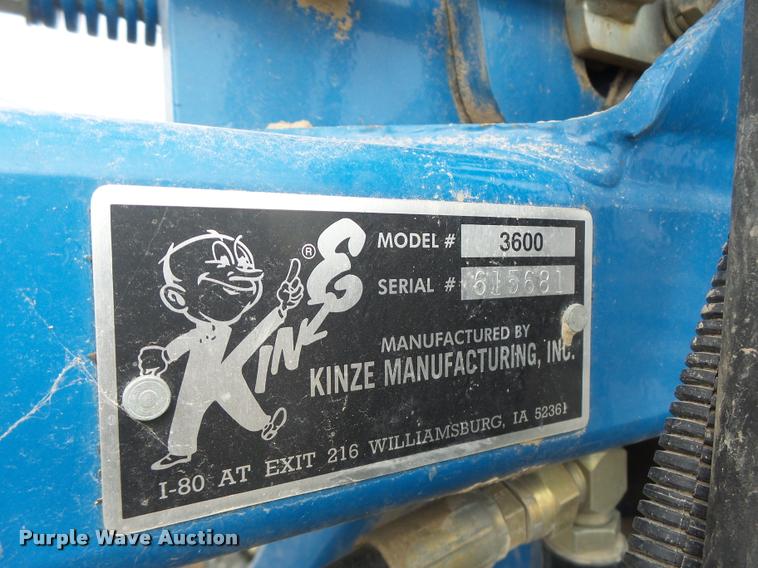 MODEL # 3600
SERIAL # 615681
KINZE ®
MANUFACTURED BY
KINZE MANUFACTURING, INC.
I-80 AT EXIT 216 WILLIAMSBURG, IA 52361
Purple Wave Auction